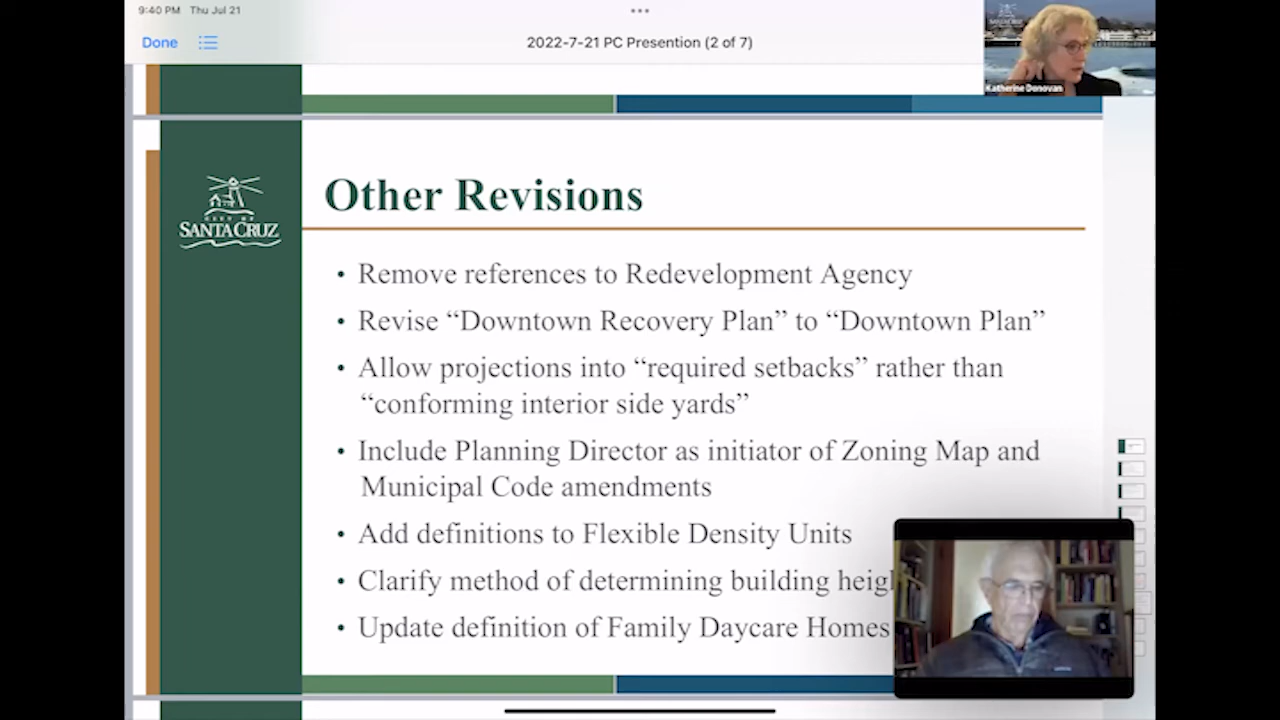 9:40 PM Thu Jul 21
Done
2022-7-21 PC Presention (2 of 7)
Katherine Donovan
CITY OF
SANTA CRUZ
Other Revisions
• Remove references to Redevelopment Agency
• Revise “Downtown Recovery Plan” to “Downtown Plan”
• Allow projections into “required setbacks” rather than
“conforming interior side yards”
• Include Planning Director as initiator of Zoning Map and
Municipal Code amendments
• Add definitions to Flexible Density Units
• Clarify method of determining building heigh
• Update definition of Family Daycare Homes